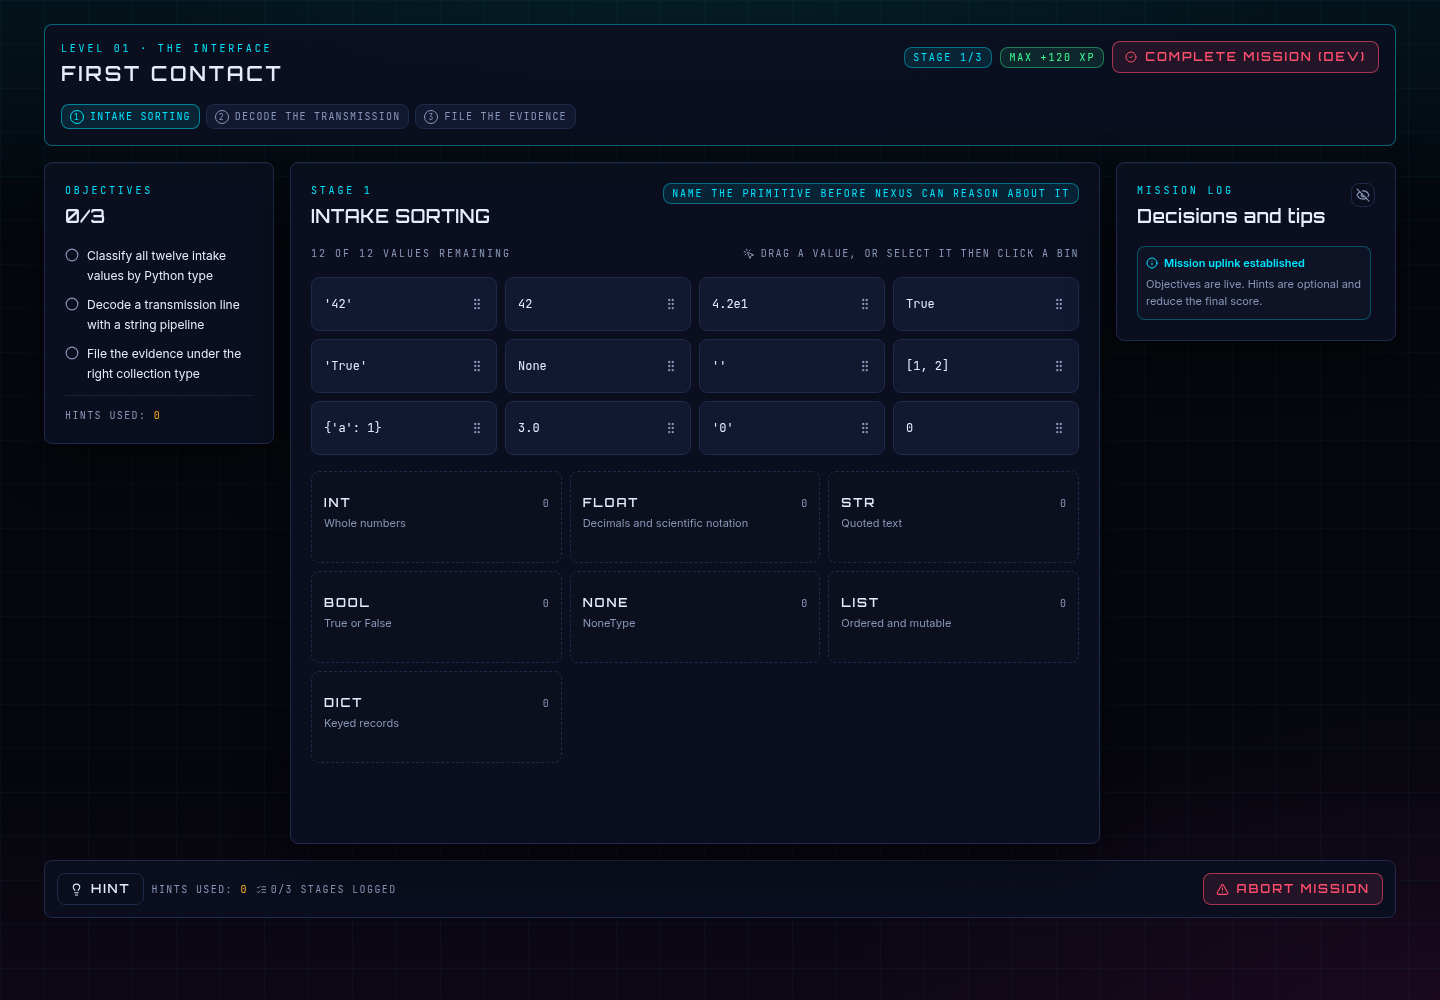 LEVEL 01 · THE INTERFACE
FIRST CONTACT
STAGE 1/3
MAX +120 XP
COMPLETE MISSION (DEV)
1 INTAKE SORTING
2 DECODE THE TRANSMISSION
3 FILE THE EVIDENCE
OBJECTIVES
0/3
Classify all twelve intake
values by Python type
Decode a transmission line
with a string pipeline
File the evidence under the
right collection type
HINTS USED: 0
STAGE 1
INTAKE SORTING
NAME THE PRIMITIVE BEFORE NEXUS CAN REASON ABOUT IT
12 OF 12 VALUES REMAINING
DRAG A VALUE, OR SELECT IT THEN CLICK A BIN
'42'
42
4.2e1
True
'True'
None
''
[1, 2]
{'a': 1}
3.0
'0'
0
INT 0
Whole numbers
FLOAT 0
Decimals and scientific notation
STR 0
Quoted text
BOOL 0
True or False
NONE 0
NoneType
LIST 0
Ordered and mutable
DICT 0
Keyed records
MISSION LOG
Decisions and tips
Mission uplink established
Objectives are live. Hints are optional and
reduce the final score.
HINT
HINTS USED: 0
0/3 STAGES LOGGED
ABORT MISSION